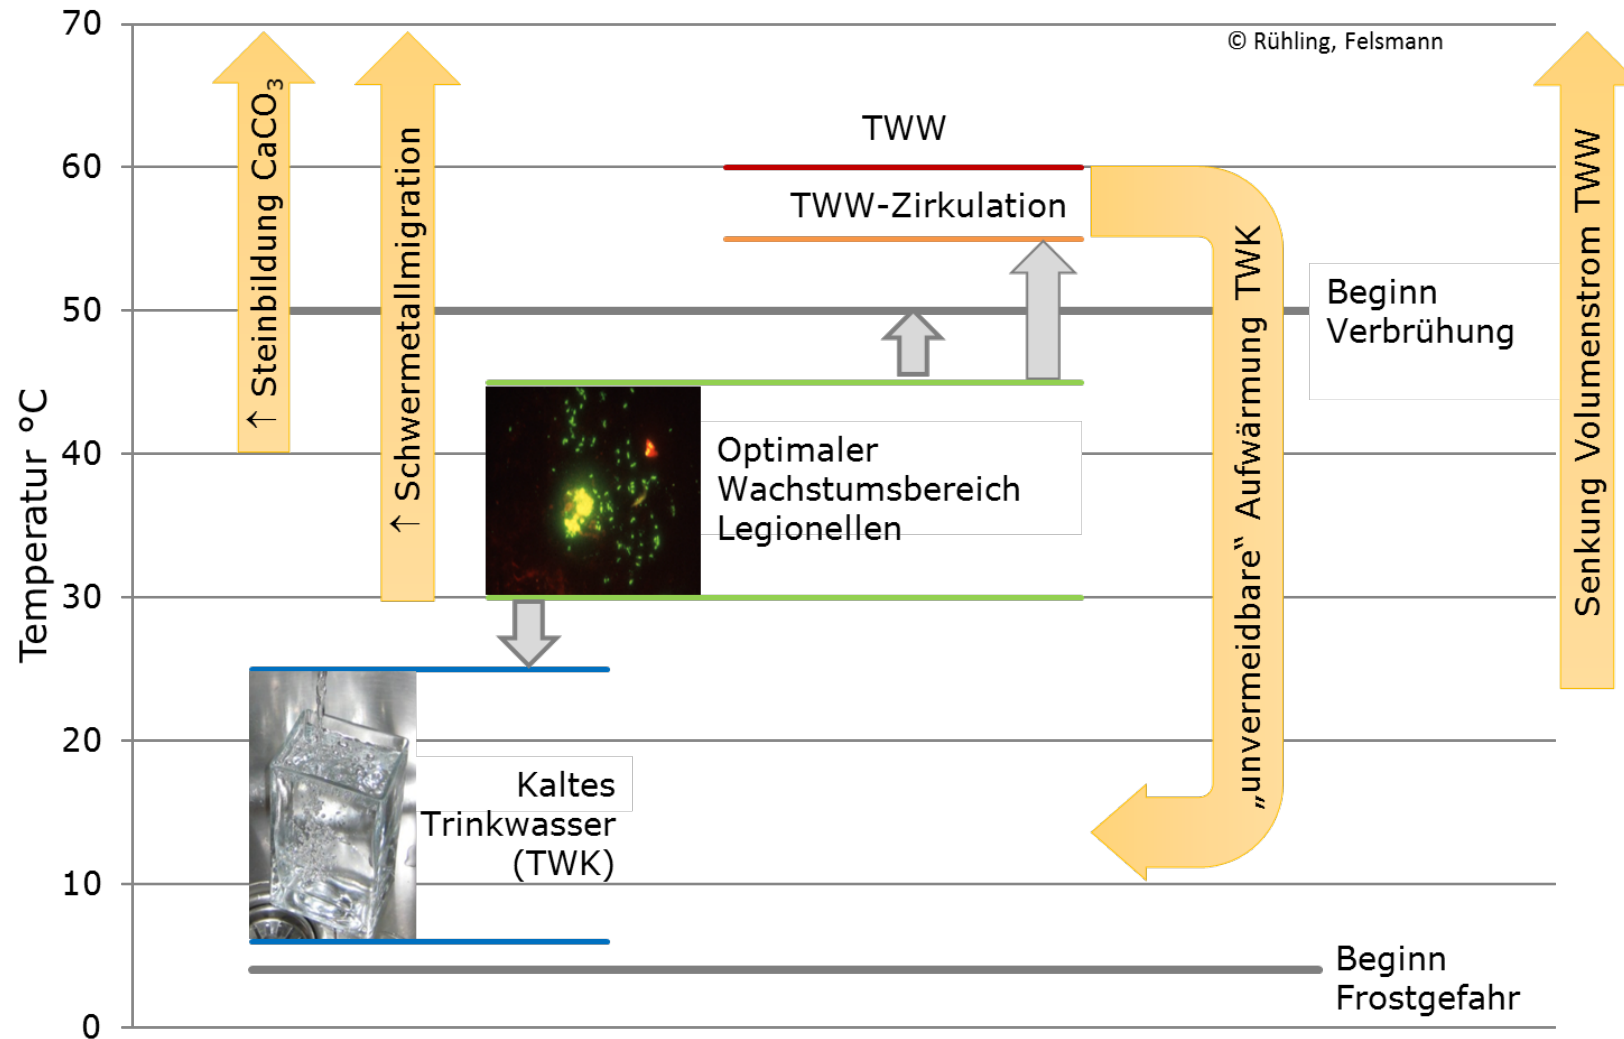 70
60
50
40
30
20
10
0
Temperatur °C
↑ Steinbildung CaCO₃
↑ Schwermetallmigration
© Rühling, Felsmann
TWW
TWW-Zirkulation
Beginn
Verbrühung
Optimaler
Wachstumsbereich
Legionellen
„unvermeidbare‟ Aufwärmung TWK
Senkung Volumenstrom TWW
Kaltes
Trinkwasser
(TWK)
Beginn
Frostgefahr